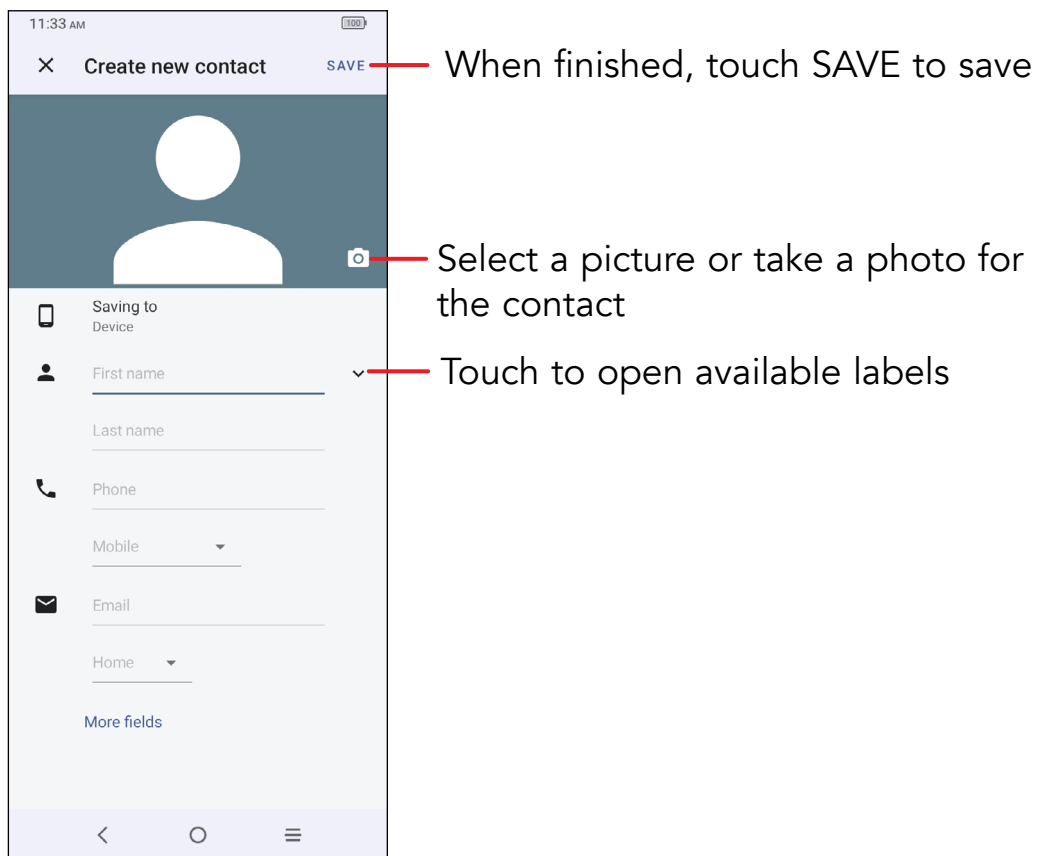 11:33 AM
100
Create new contact
SAVE
When finished, touch SAVE to save
Select a picture or take a photo for
the contact
Saving to
Device
First name
Touch to open available labels
Last name
Phone
Mobile
Email
Home
More fields